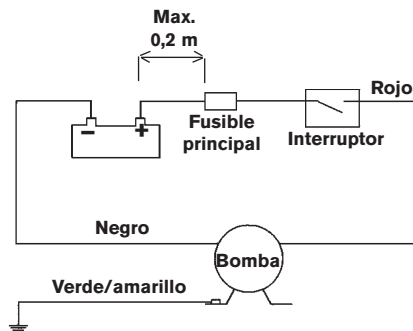 Max.
0,2 m
Rojo
− +
Fusible
principal
Interruptor
Negro
Bomba
Verde/amarillo